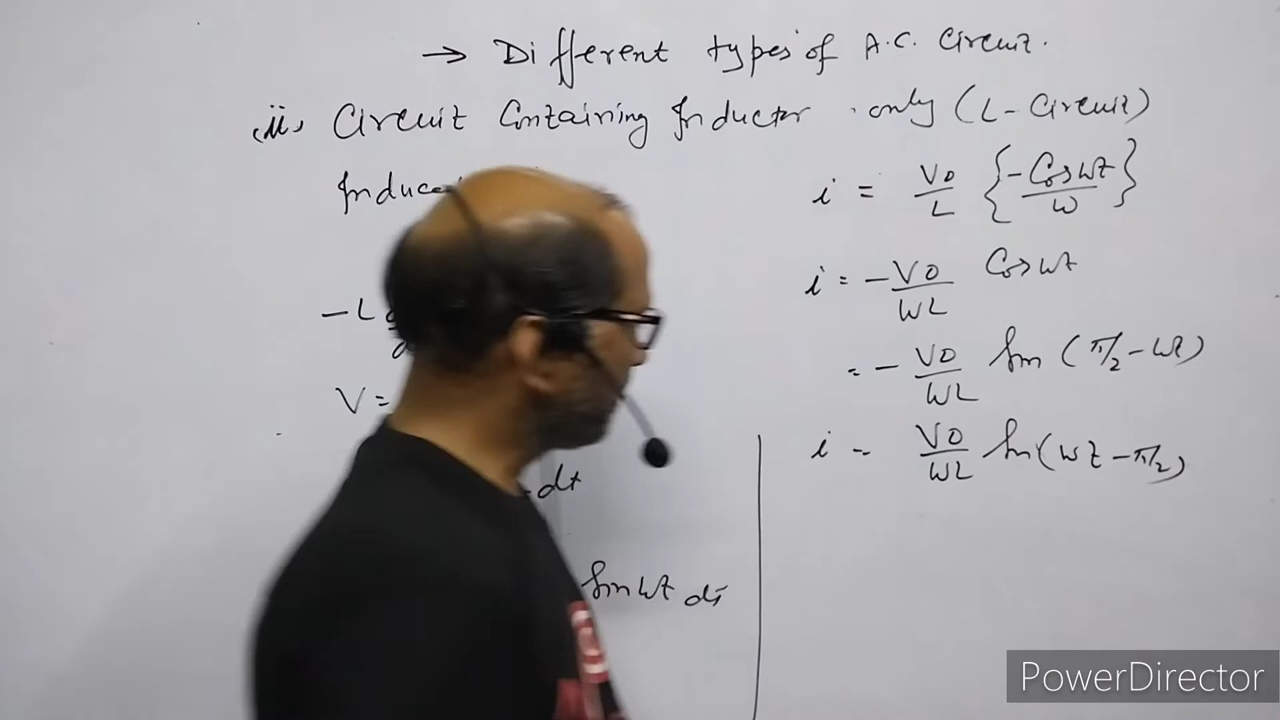 → Different types of A.C. Circuit.
(ii) Circuit Containing Inductor only (L-Circuit)
Induced
-L
V =
dt
Sin wt dt
i = V0/L {-Cos wt/w}
i = -V0/wL Cos wt
= -V0/wL Sin (π/2 - wt)
i = V0/wL Sin (wt - π/2)
PowerDirector